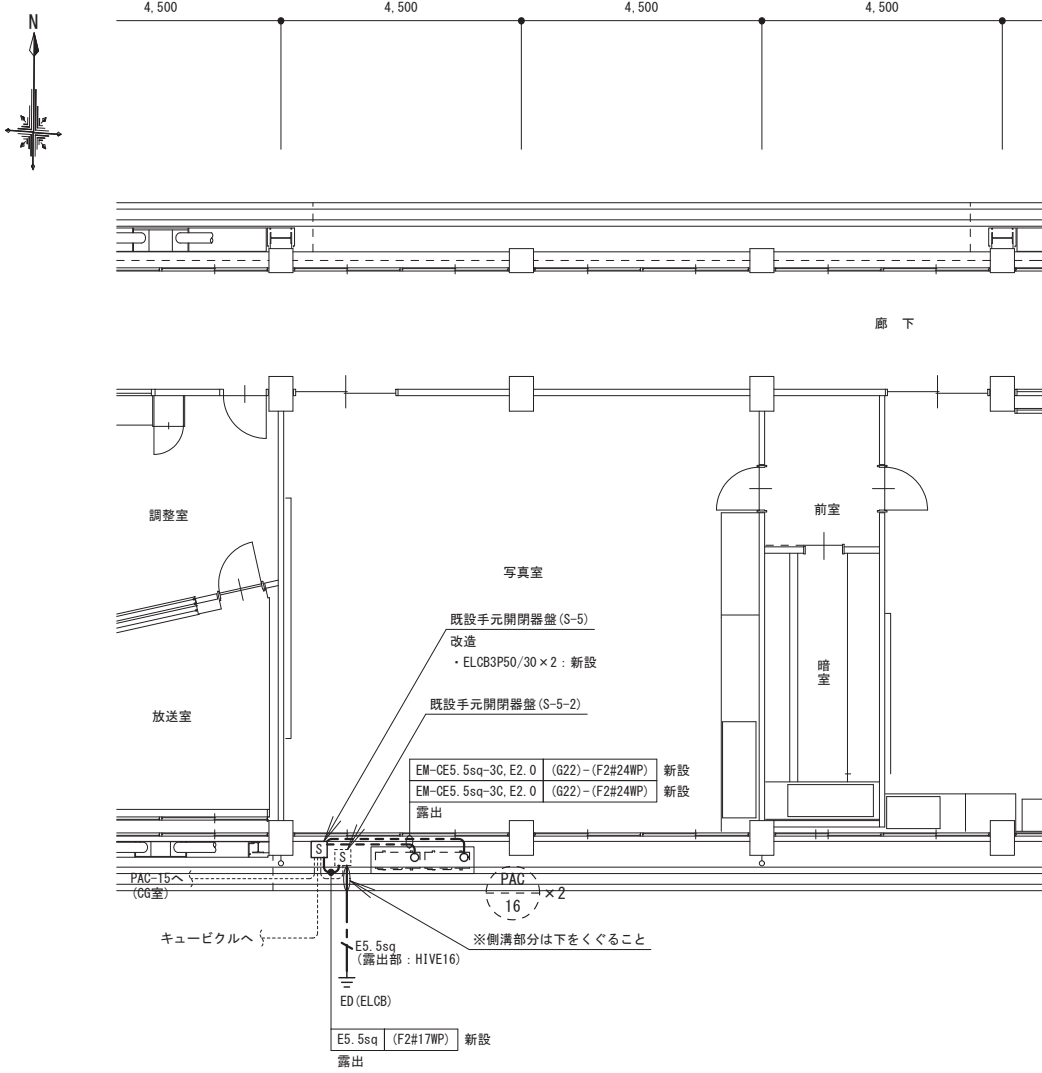 4,500
4,500
4,500
4,500
N
廊 下
調整室
前室
写真室
既設手元開閉器盤(S-5)
改造
・ELCB3P50/30×2：新設
暗室
既設手元開閉器盤(S-5-2)
放送室
EM-CE5.5sq-3C,E2.0 (G22)-(F2#24WP) 新設
EM-CE5.5sq-3C,E2.0 (G22)-(F2#24WP) 新設
露出
S
S
PAC-15へ
(CG室)
PAC
16
×2
キュービクルへ
※側溝部分は下をくぐること
E5.5sq
(露出部：HIVE16)
ED(ELCB)
E5.5sq (F2#17WP) 新設
露出